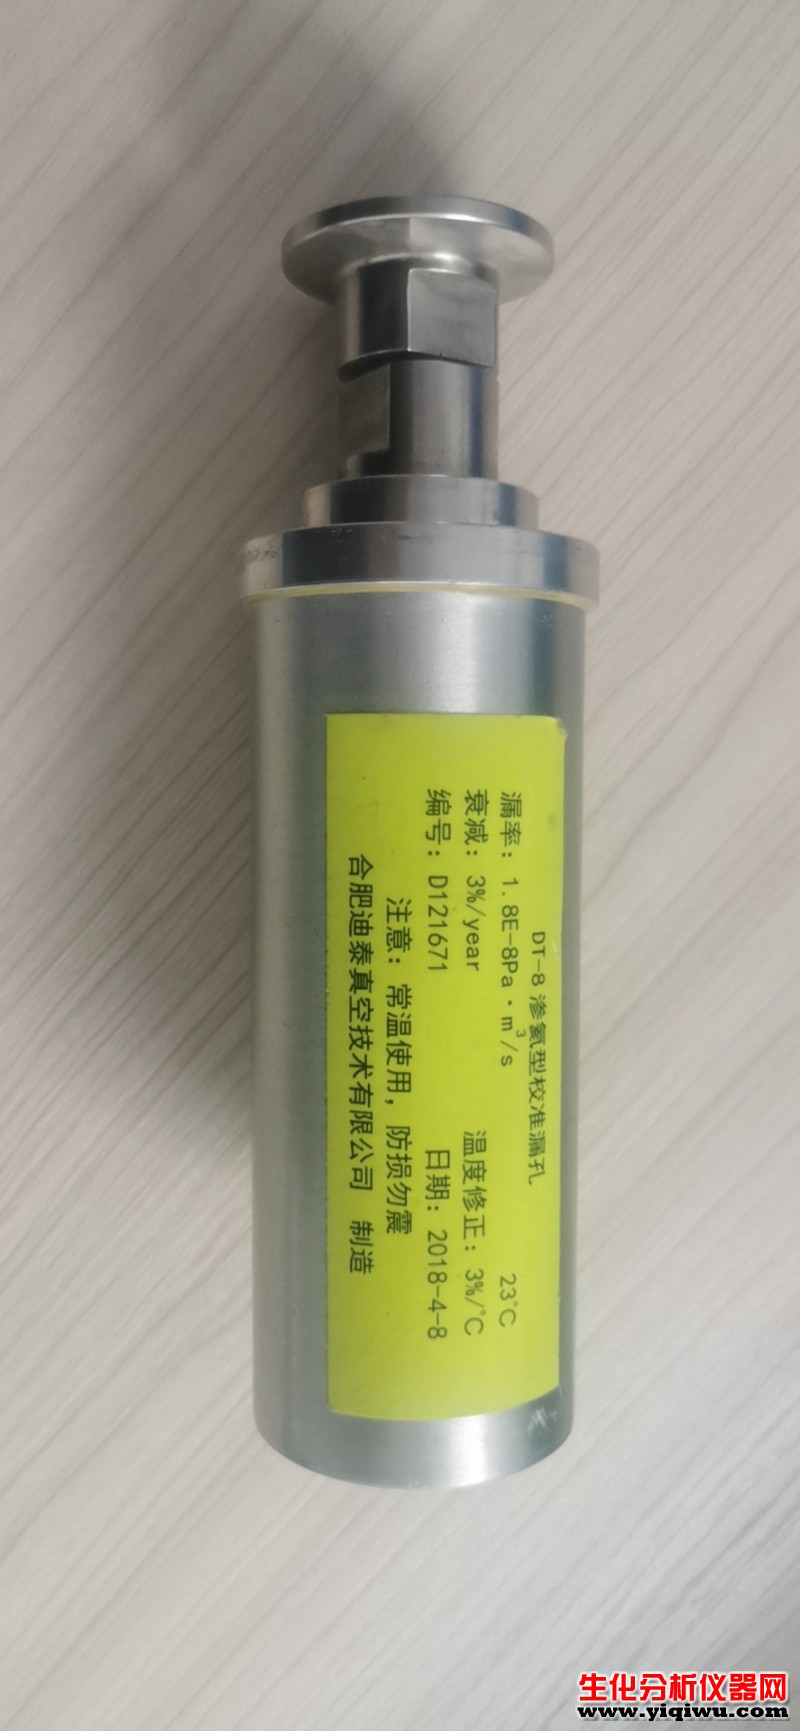 DT-8 渗氦型校准漏孔
漏率: 1.8E-8Pa·m³/s 23℃
衰减: 3%/year 温度修正: 3%/℃
编号: D121671 日期: 2018-4-8
注意: 常温使用, 防损勿震
合肥迪泰真空技术有限公司 制造
生化分析仪器网
www.yiqiwu.com